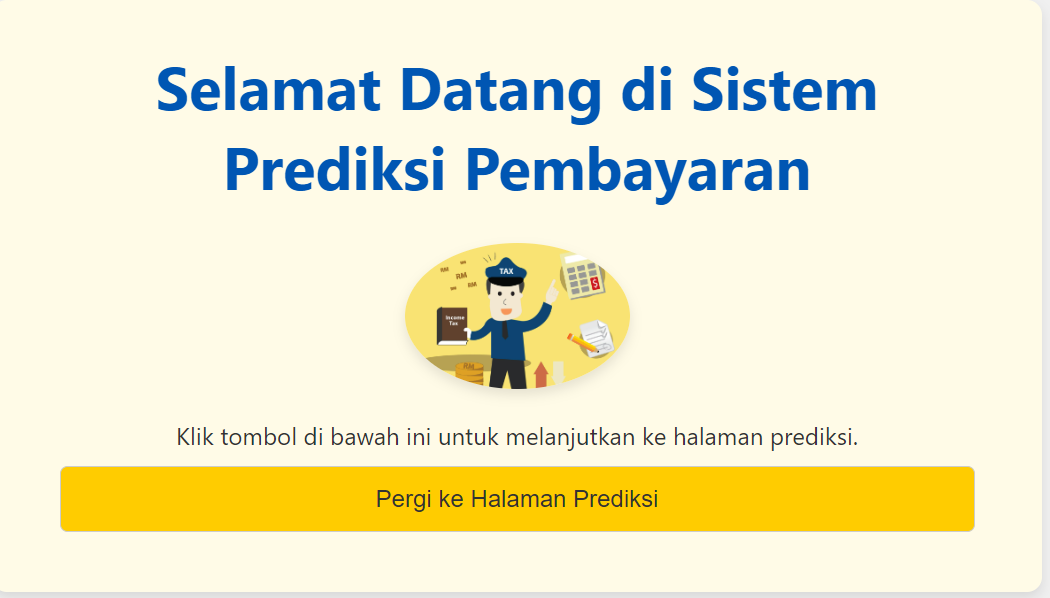 Selamat Datang di Sistem
Prediksi Pembayaran
RM
RM
RM
TAX
Income
Tax
$
RM
Klik tombol di bawah ini untuk melanjutkan ke halaman prediksi.
Pergi ke Halaman Prediksi